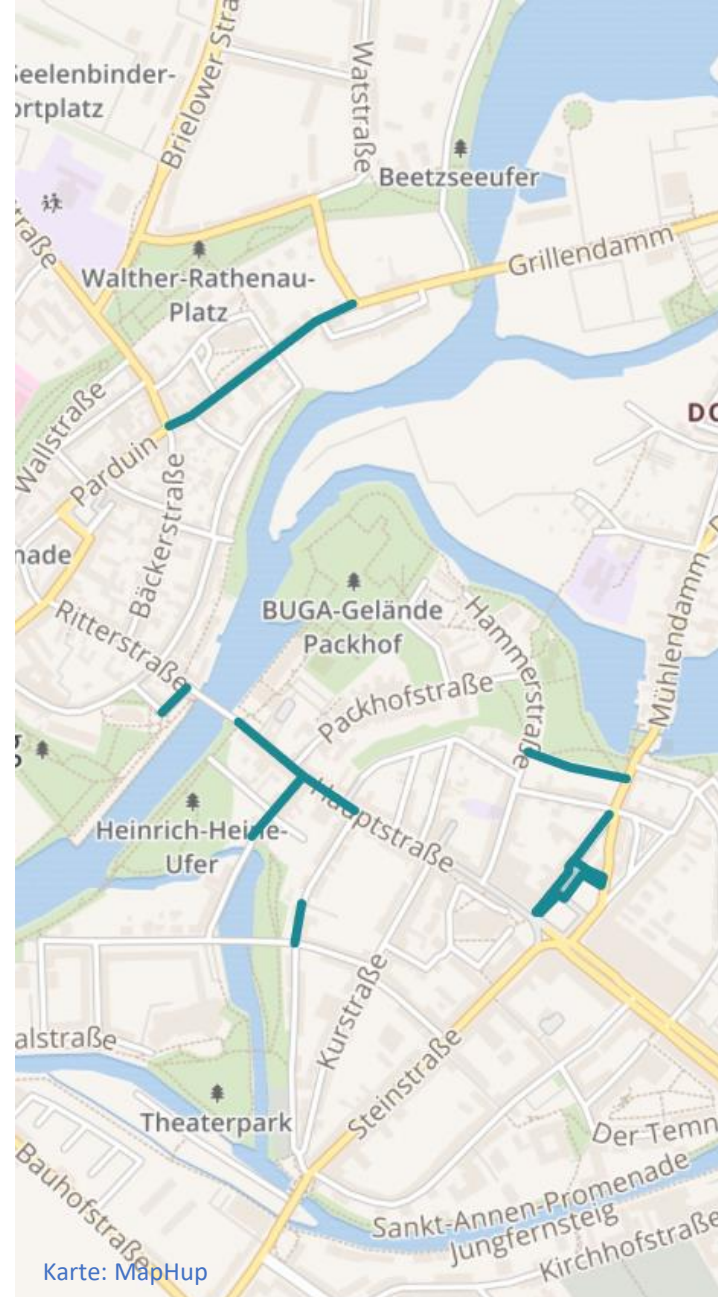 Seelenbinder-
ortplatz
Brielower Stra
Watstraße
Beetzseeufer
Grillendamm
straße
Walther-Rathenau-
Platz
Wallstraße
Parduin
DO
nade
Bäckerstraße
Ritterstraße
BUGA-Gelände
Packhof
Hammerstraße
Mühlendamm
D
Packhofstraße
g
Hauptstraße
Heinrich-Heine-
Ufer
Kurstraße
alstraße
Steinstraße
Theaterpark
Der Temn
Bauhofstraße
Sankt-Annen-Promenade
Jungfernsteig
Kirchhofstraße
Karte: MapHup